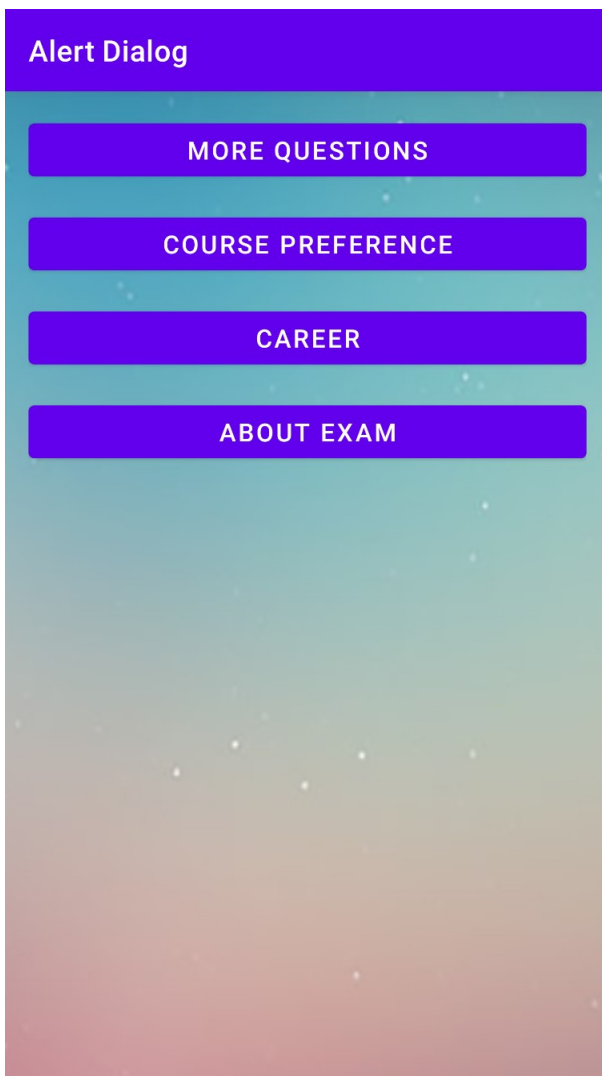 Alert Dialog
MORE QUESTIONS
COURSE PREFERENCE
CAREER
ABOUT EXAM